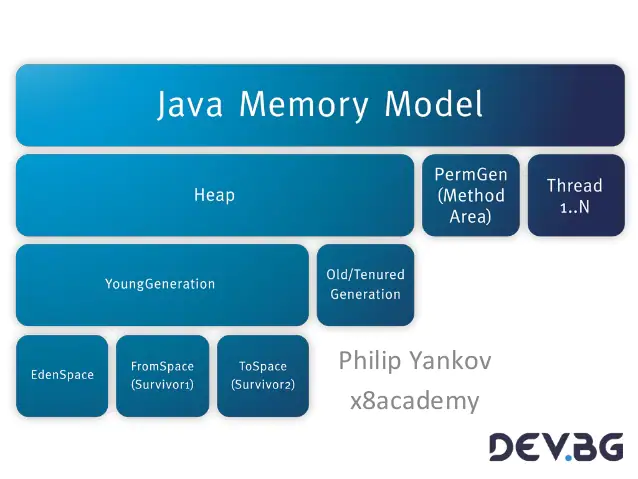 Java Memory Model
Heap
PermGen
(Method
Area)
Thread
1..N
YoungGeneration
Old/Tenured
Generation
EdenSpace
FromSpace
(Survivor1)
ToSpace
(Survivor2)
Philip Yankov
x8academy
DEV.BG